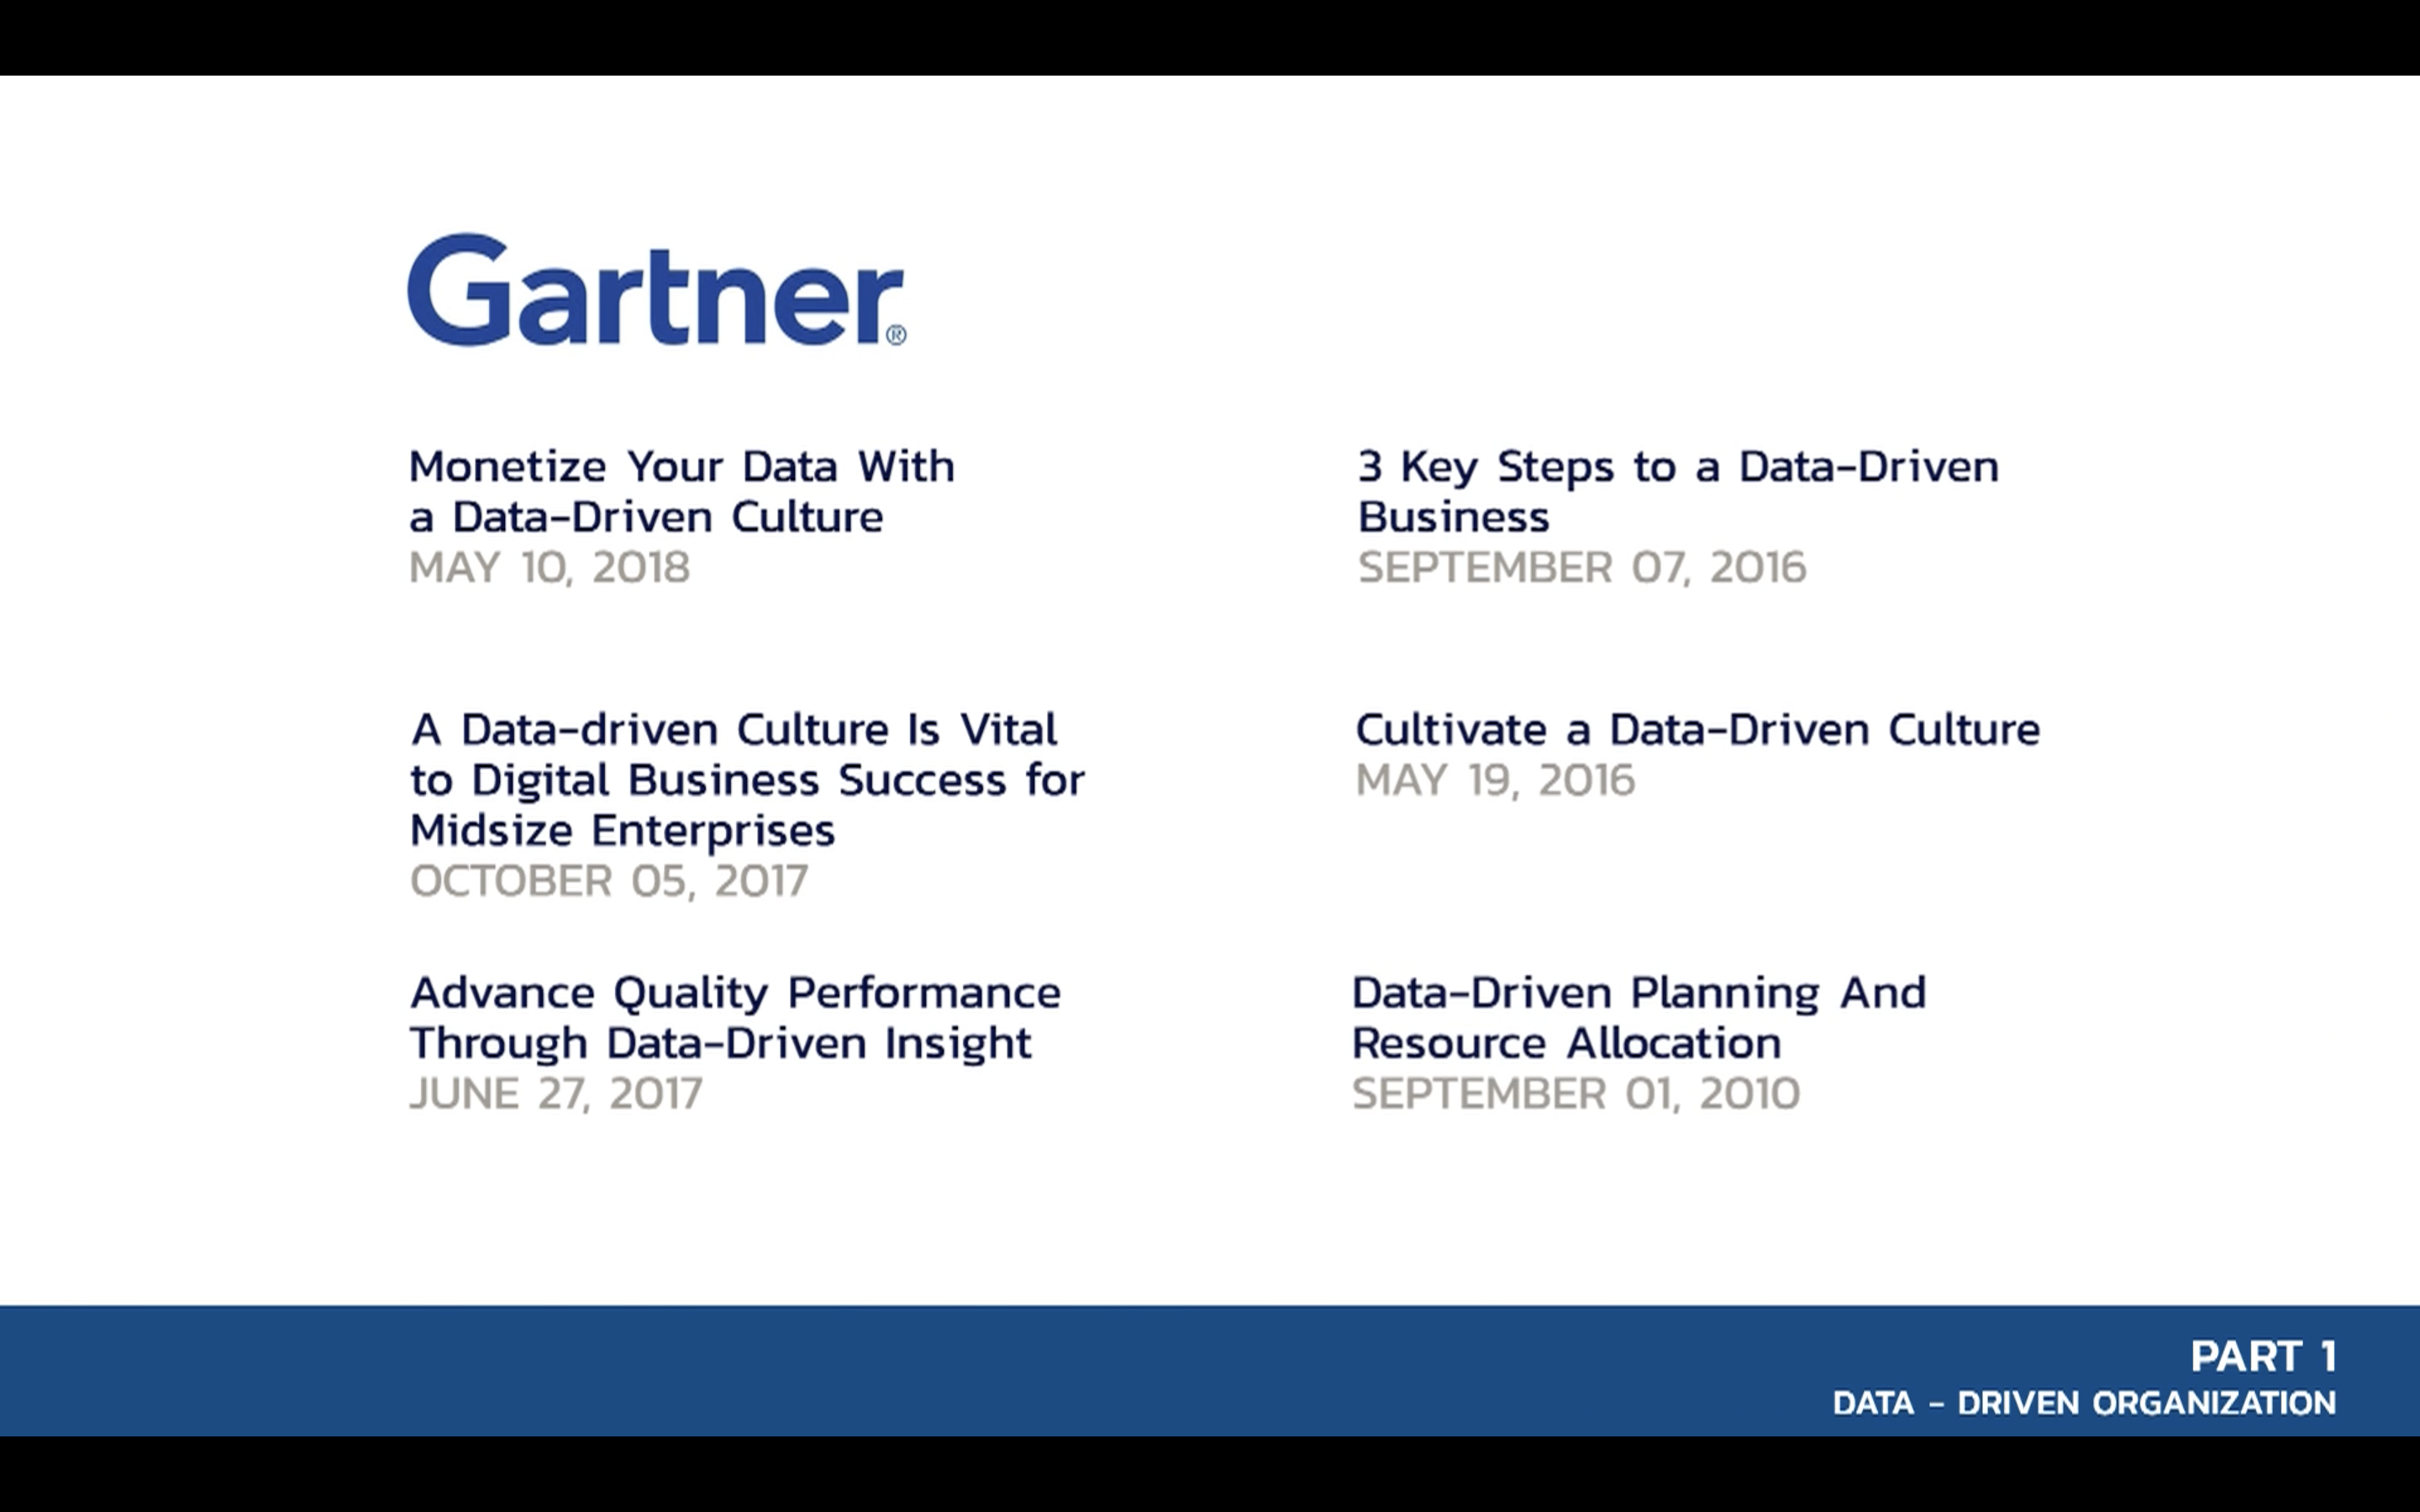 Gartner®
Monetize Your Data With
a Data-Driven Culture
MAY 10, 2018
A Data-driven Culture Is Vital
to Digital Business Success for
Midsize Enterprises
OCTOBER 05, 2017
Advance Quality Performance
Through Data-Driven Insight
JUNE 27, 2017
3 Key Steps to a Data-Driven
Business
SEPTEMBER 07, 2016
Cultivate a Data-Driven Culture
MAY 19, 2016
Data-Driven Planning And
Resource Allocation
SEPTEMBER 01, 2010
PART 1
DATA - DRIVEN ORGANIZATION